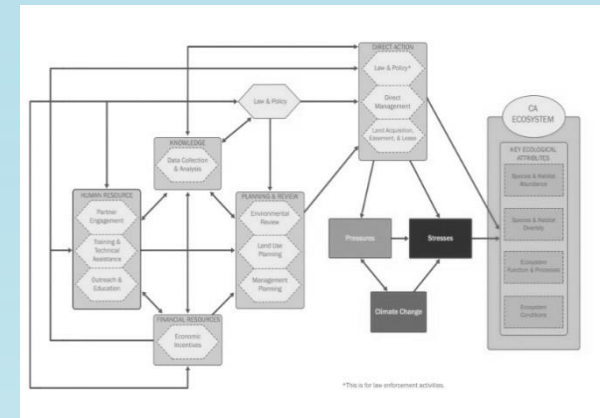 DIRECT ACTION
Law & Policy*
Direct
Management
Land Acquisition,
Easement, & Lease
Law & Policy
KNOWLEDGE
Data Collection
& Analysis
HUMAN RESOURCE
Partner
Engagement
Training &
Technical
Assistance
Outreach &
Education
PLANNING & REVIEW
Environmental
Review
Land Use
Planning
Management
Planning
FINANCIAL RESOURCES
Economic
Incentives
Pressures
Stresses
Climate Change
CA
ECOSYSTEM
KEY ECOLOGICAL
ATTRIBUTES
Species & Habitat
Abundance
Species & Habitat
Diversity
Ecosystem
Function & Processes
Ecosystem
Conditions
*This is for law enforcement activities.